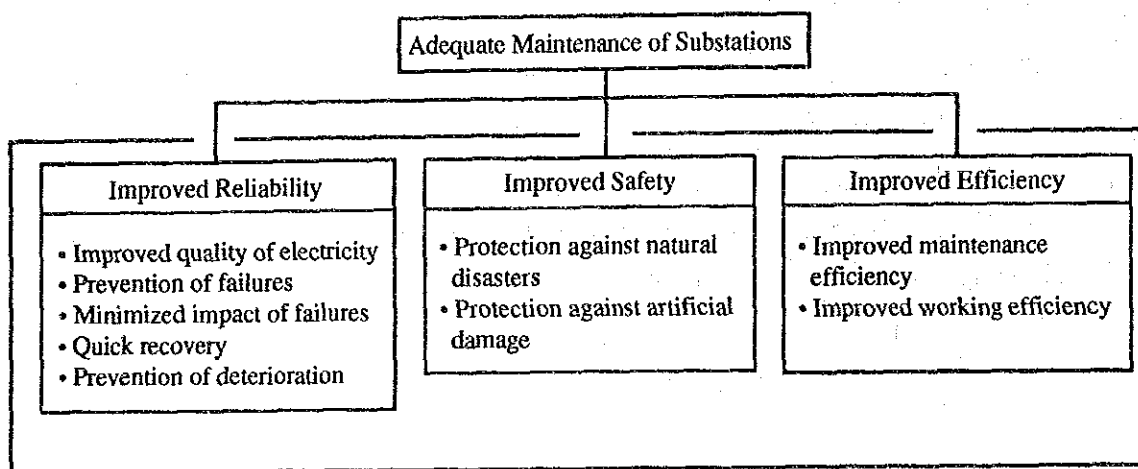 Adequate Maintenance of Substations
Improved Reliability
• Improved quality of electricity
• Prevention of failures
• Minimized impact of failures
• Quick recovery
• Prevention of deterioration
Improved Safety
• Protection against natural
disasters
• Protection against artificial
damage
Improved Efficiency
• Improved maintenance
efficiency
• Improved working efficiency